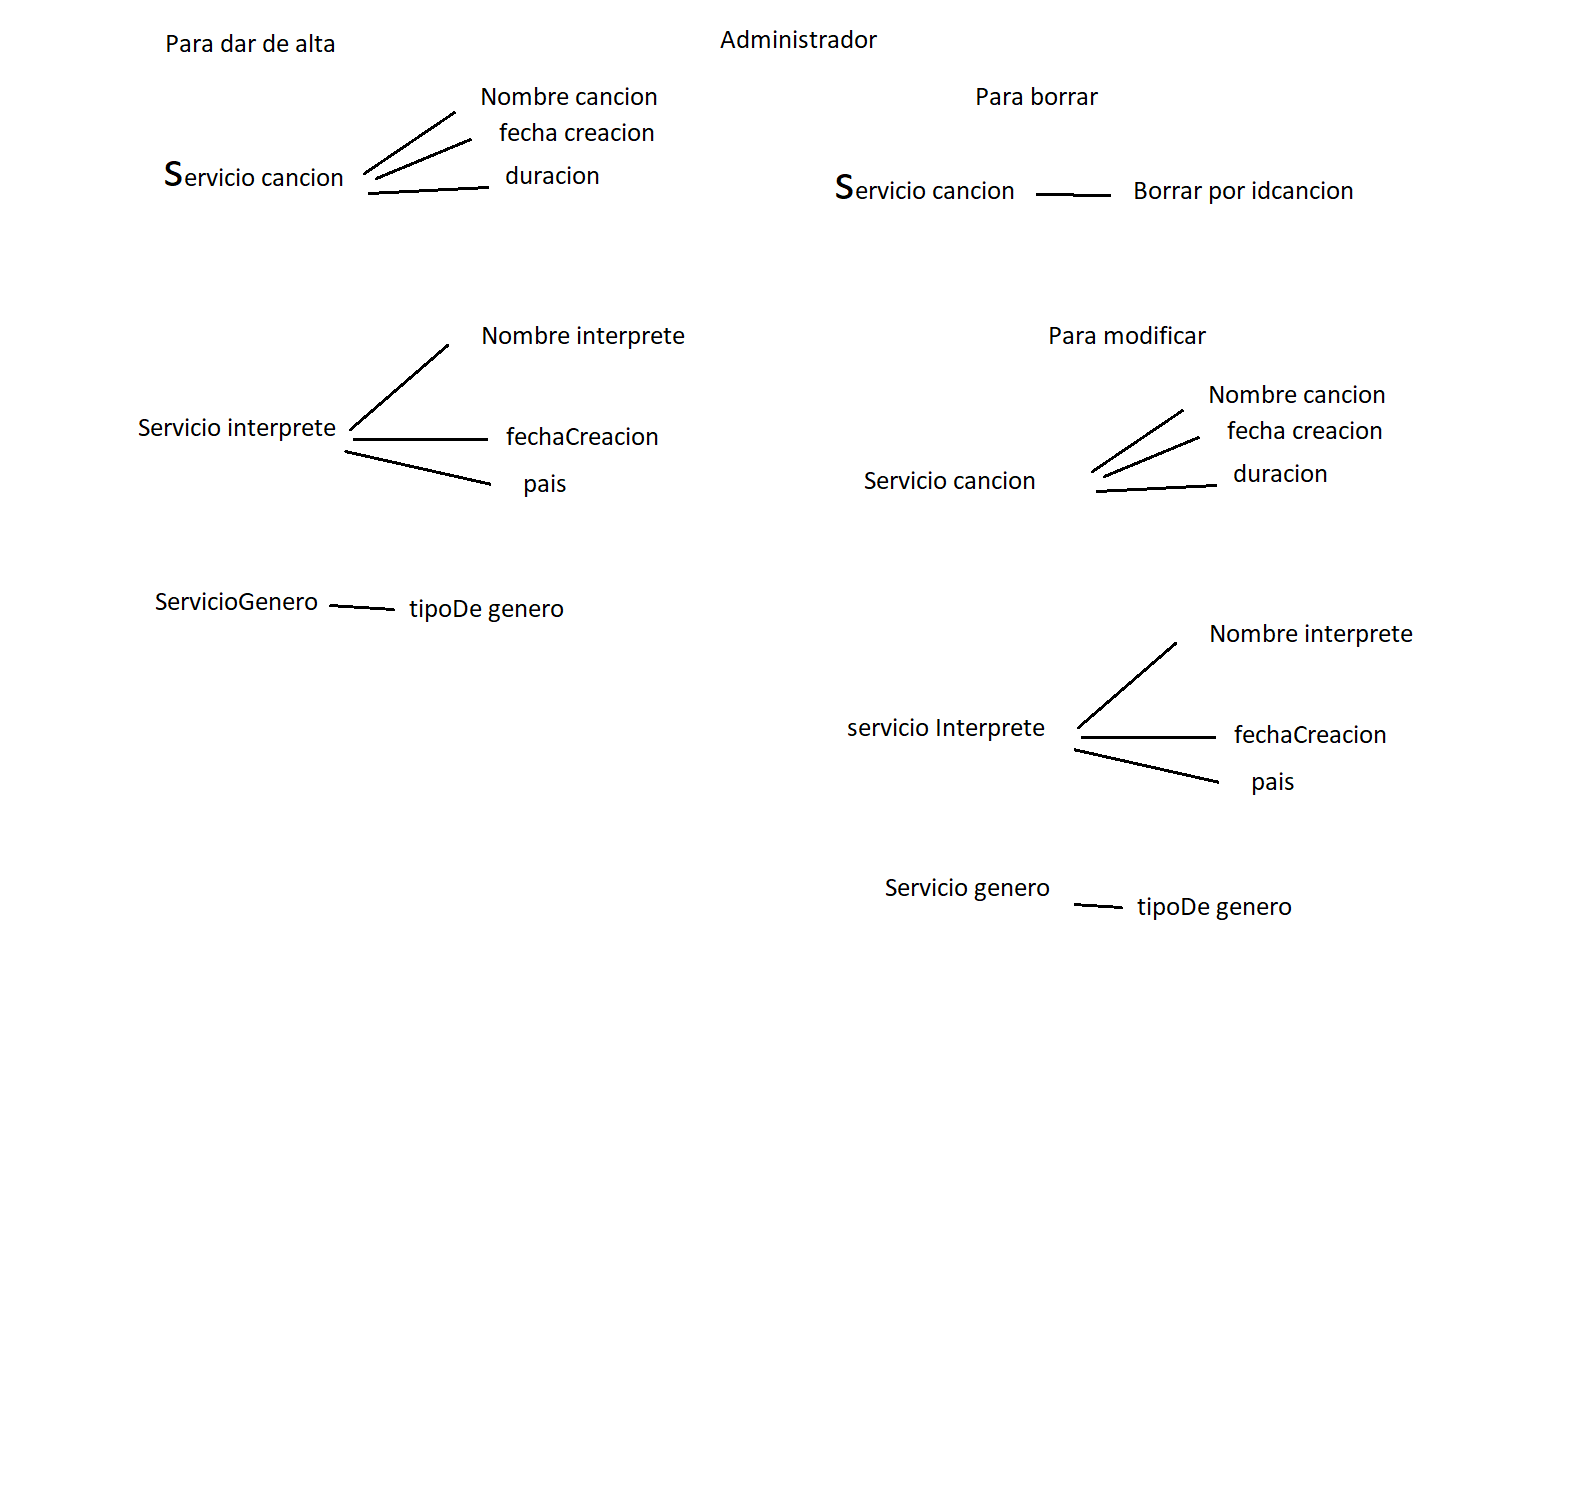 Administrador
Para dar de alta
Nombre cancion
fecha creacion
Servicio cancion
duracion
Nombre interprete
Servicio interprete
fechaCreacion
pais
ServicioGenero
tipoDe genero
Para borrar
Servicio cancion
Borrar por idcancion
Para modificar
Nombre cancion
fecha creacion
Servicio cancion
duracion
Nombre interprete
servicio Interprete
fechaCreacion
pais
Servicio genero
tipoDe genero